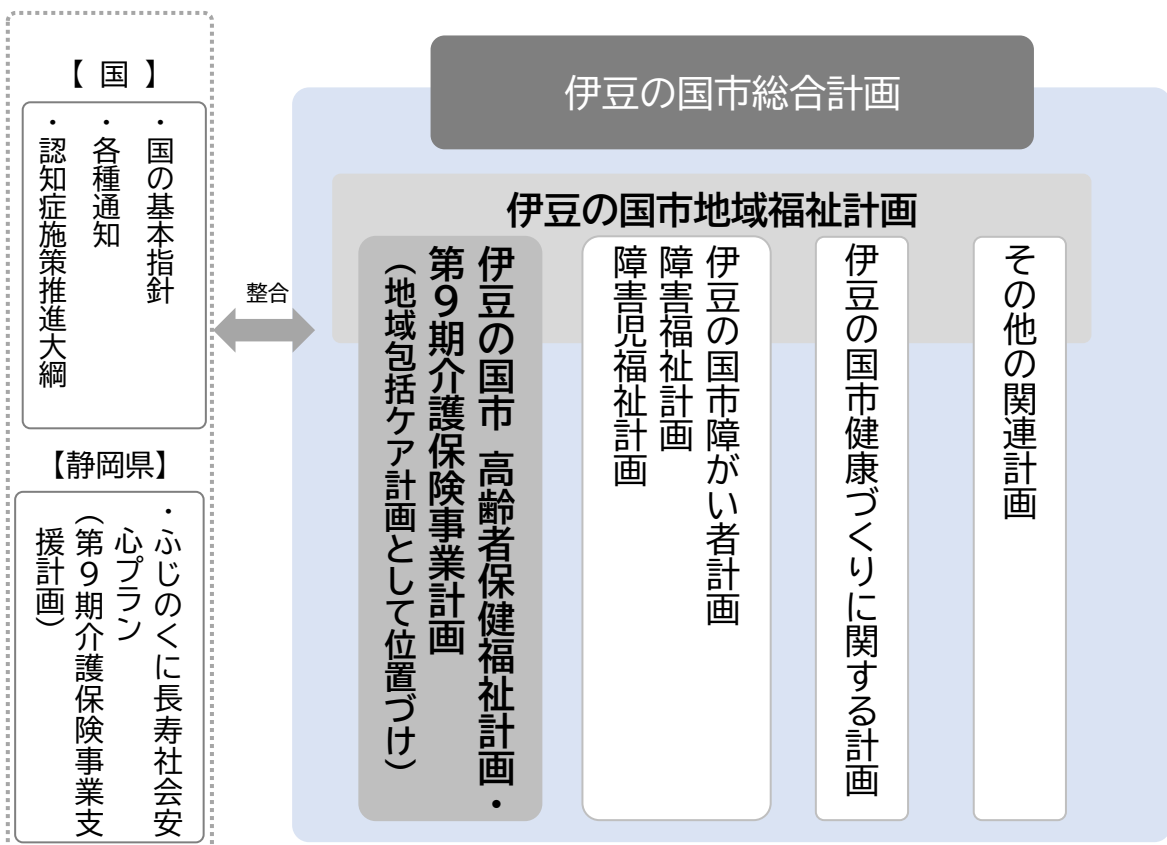 【 国 】
・国の基本指針
・各種通知
・認知症施策推進大綱
【静岡県】
・ふじのくに長寿社会安
心プラン
（第９期介護保険事業支
援計画）
整合
伊豆の国市総合計画
伊豆の国市地域福祉計画
伊豆の国市 高齢者保健福祉計画・
第９期介護保険事業計画
（地域包括ケア計画として位置づけ）
伊豆の国市障がい者計画
障害福祉計画
障害児福祉計画
伊豆の国市健康づくりに関する計画
その他の関連計画